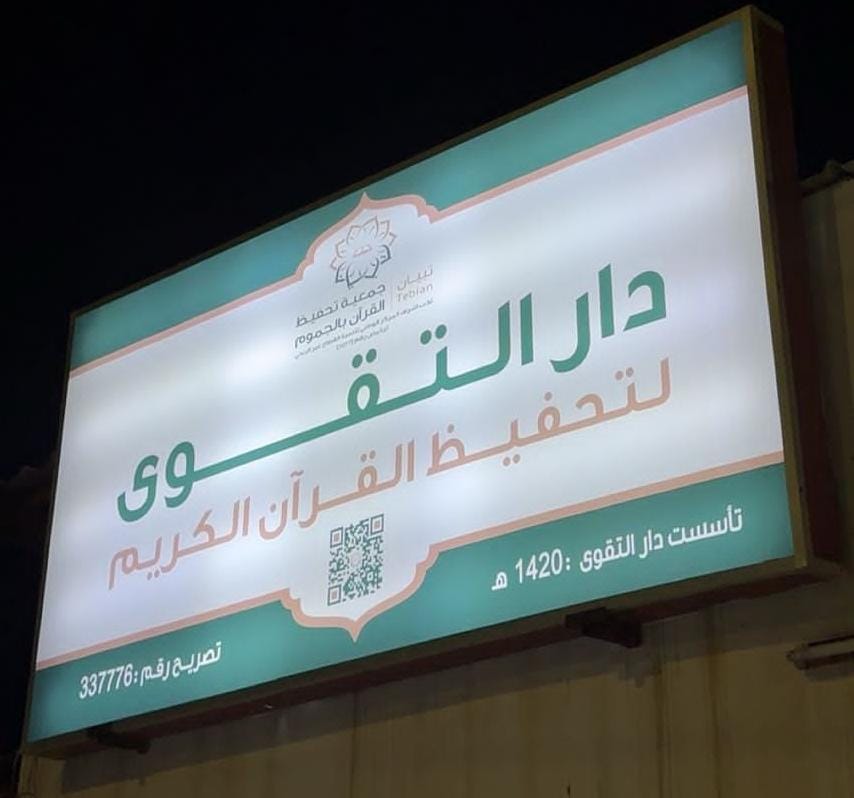 تبيان
Tebian
جمعية تحفيظ
القرآن بالجموم
دار التقوى
لتحفيظ القرآن الكريم
تأسست دار التقوى :1420 هـ
تصريح رقم :337776